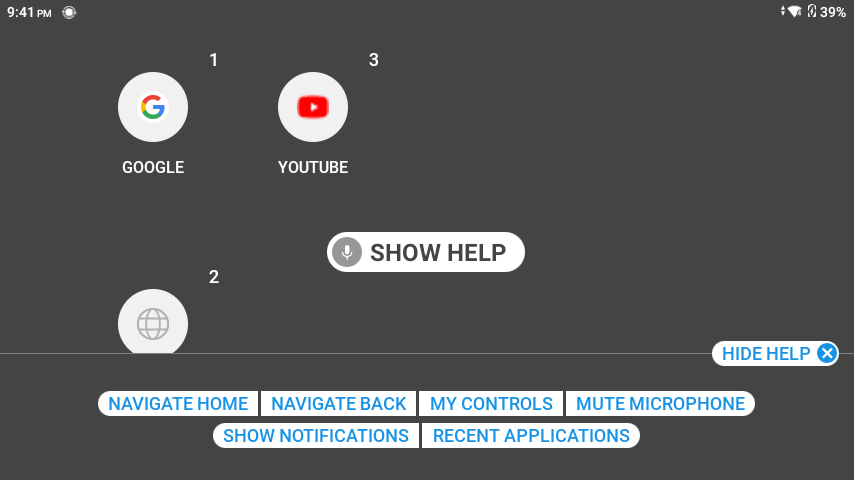 9:41 PM 39%
1 3
GOOGLE YOUTUBE
SHOW HELP
2
HIDE HELP
NAVIGATE HOME NAVIGATE BACK MY CONTROLS MUTE MICROPHONE
SHOW NOTIFICATIONS RECENT APPLICATIONS